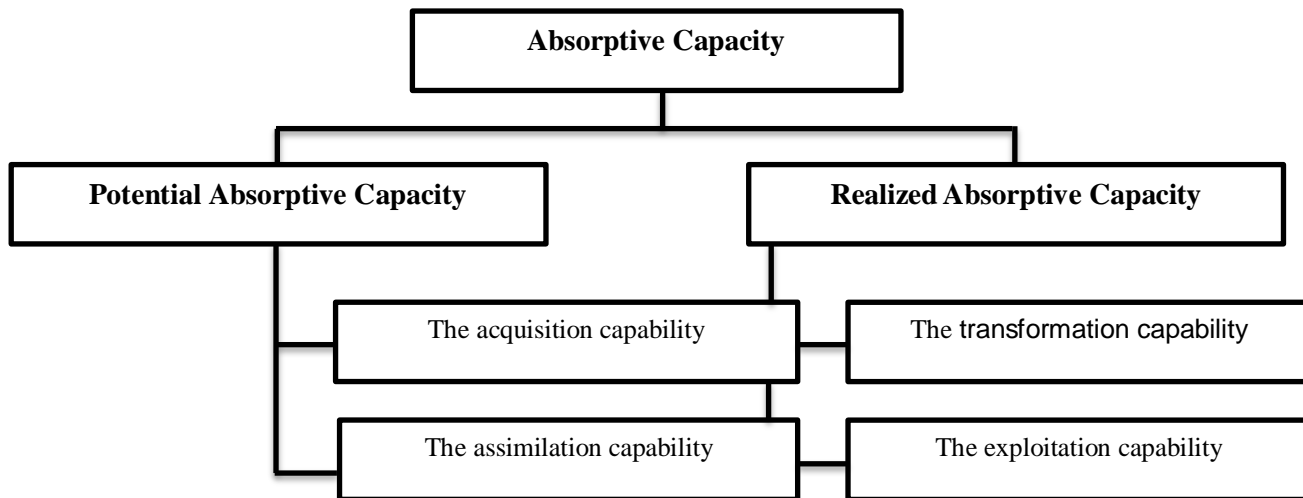 Absorptive Capacity
Potential Absorptive Capacity
Realized Absorptive Capacity
The acquisition capability
The transformation capability
The assimilation capability
The exploitation capability